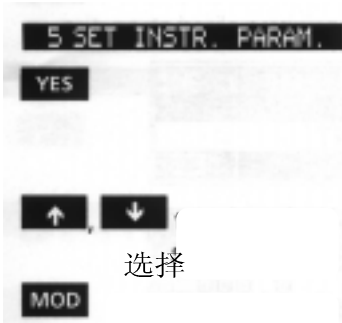 5 SET INSTR. PARAM.
YES
↑, ↓
选择
MOD